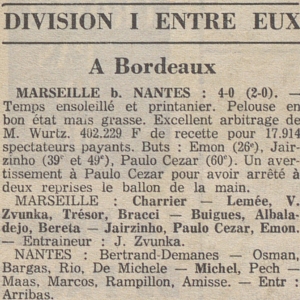 DIVISION I ENTRE EUX
A Bordeaux
MARSEILLE b. NANTES : 4-0 (2-0). —
Temps ensoleillé et printanier. Pelouse en
bon état mais grasse. Excellent arbitrage de
M. Wurtz. 402.229 F de recette pour 17.914
spectateurs payants. Buts : Emon (26e), Jair-
zinho (39e et 49e), Paulo Cezar (60e). Un aver-
tissement à Paulo Cezar pour avoir arrêté à
deux reprises le ballon de la main.
MARSEILLE : Charrier — Lemée, V.
Zvunka, Trésor, Bracci — Buigues, Albala-
dejo, Bereta — Jairzinho, Paulo Cezar, Emon.
— Entraineur : J. Zvunka.
NANTES : Bertrand-Demanes — Osman,
Bargas, Rio, De Michele — Michel, Pech —
Maas, Marcos, Rampillon, Amisse. — Entr :
Arribas.